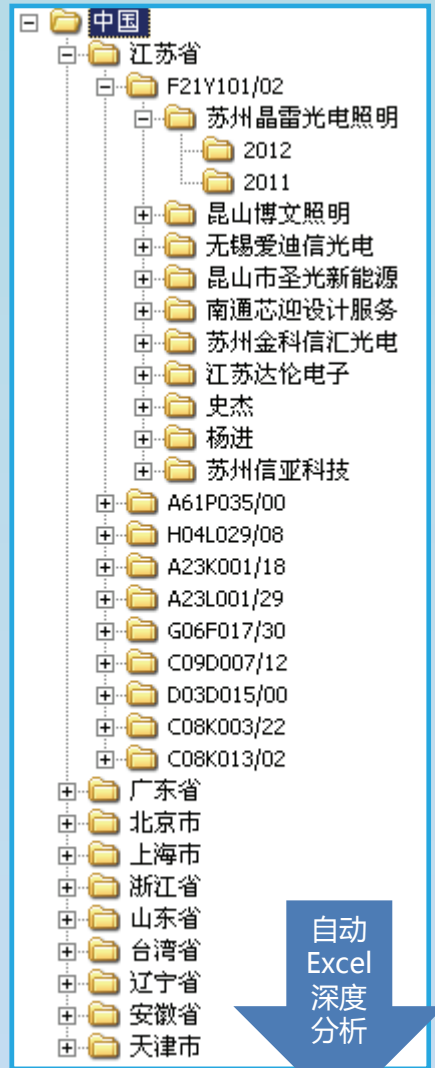 中国
江苏省
F21Y101/02
苏州晶雷光电照明
2012
2011
昆山博文照明
无锡爱迪信光电
昆山市圣光新能源
南通芯迎设计服务
苏州金科信汇光电
江苏达伦电子
史杰
杨进
苏州信亚科技
A61P035/00
H04L029/08
A23K001/18
A23L001/29
G06F017/30
C09D007/12
D03D015/00
C08K003/22
C08K013/02
广东省
北京市
上海市
浙江省
山东省
台湾省
辽宁省
安徽省
天津市
自动
Excel
深度
分析